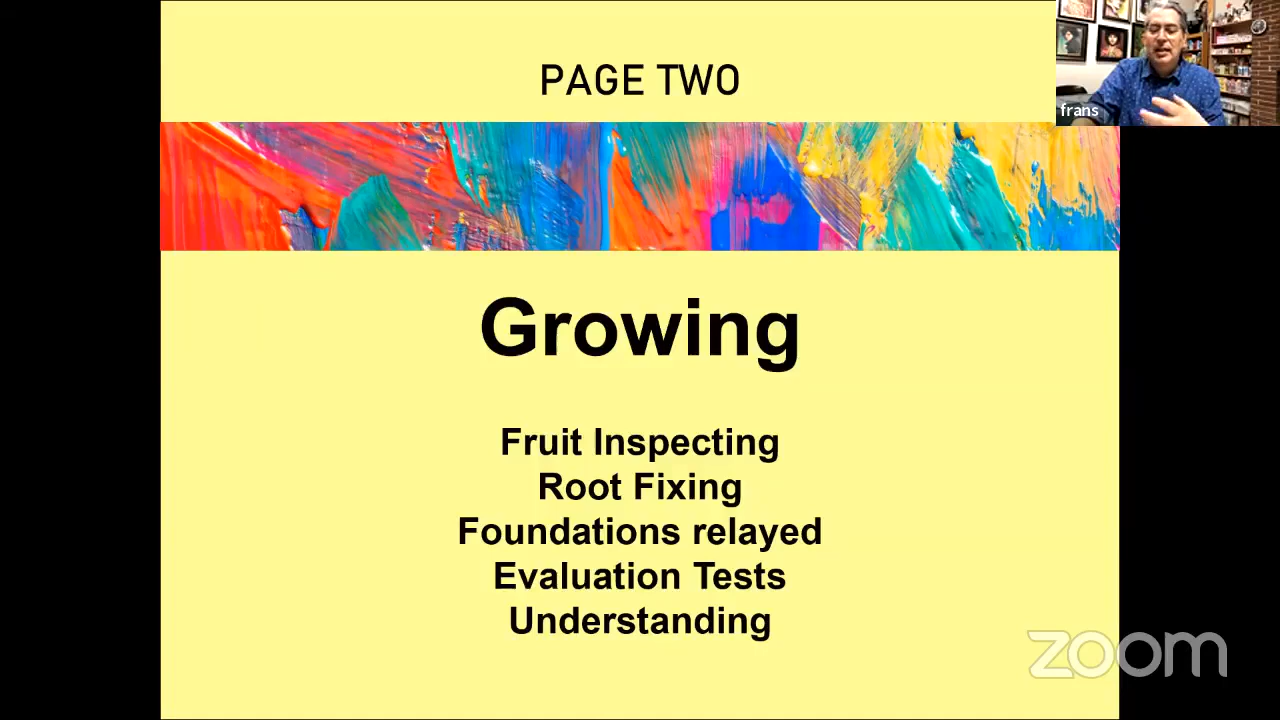 PAGE TWO
frans
Growing
Fruit Inspecting
Root Fixing
Foundations relayed
Evaluation Tests
Understanding
zoom